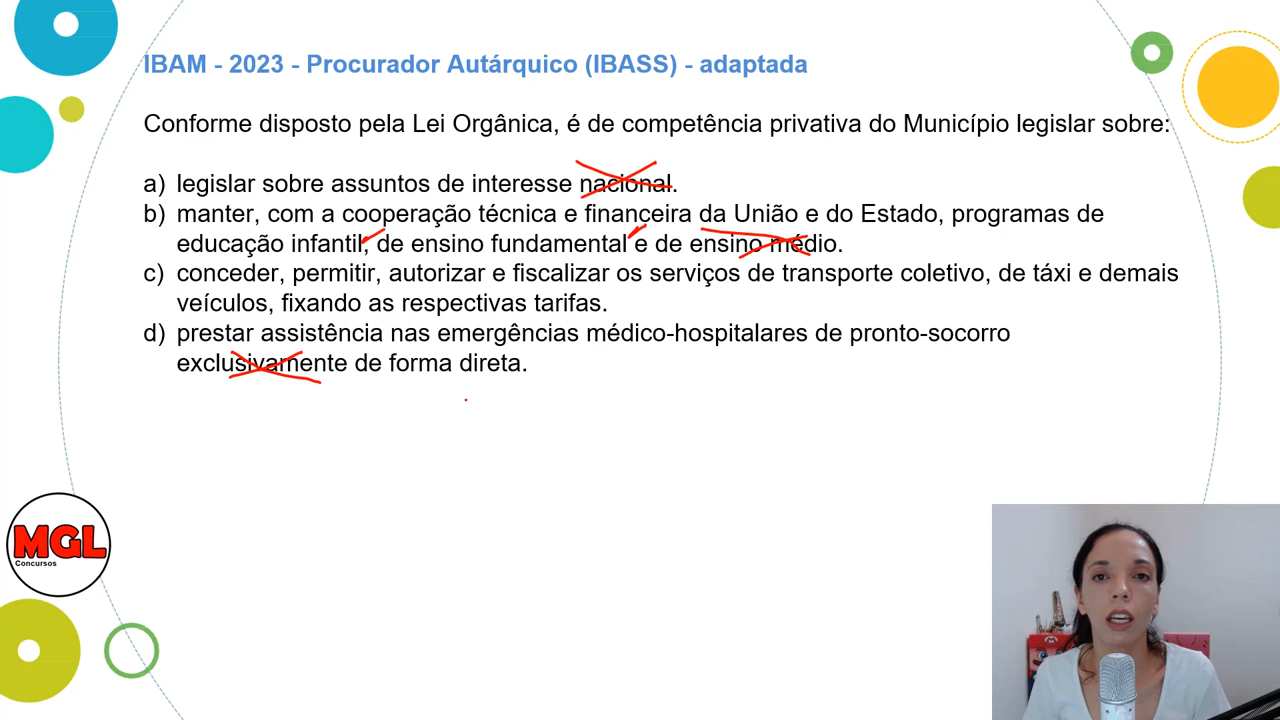 IBAM - 2023 - Procurador Autárquico (IBASS) - adaptada
Conforme disposto pela Lei Orgânica, é de competência privativa do Município legislar sobre:
a) legislar sobre assuntos de interesse nacional.
b) manter, com a cooperação técnica e financeira da União e do Estado, programas de
educação infantil, de ensino fundamental e de ensino médio.
c) conceder, permitir, autorizar e fiscalizar os serviços de transporte coletivo, de táxi e demais
veículos, fixando as respectivas tarifas.
d) prestar assistência nas emergências médico-hospitalares de pronto-socorro
exclusivamente de forma direta.
MGL
Concursos